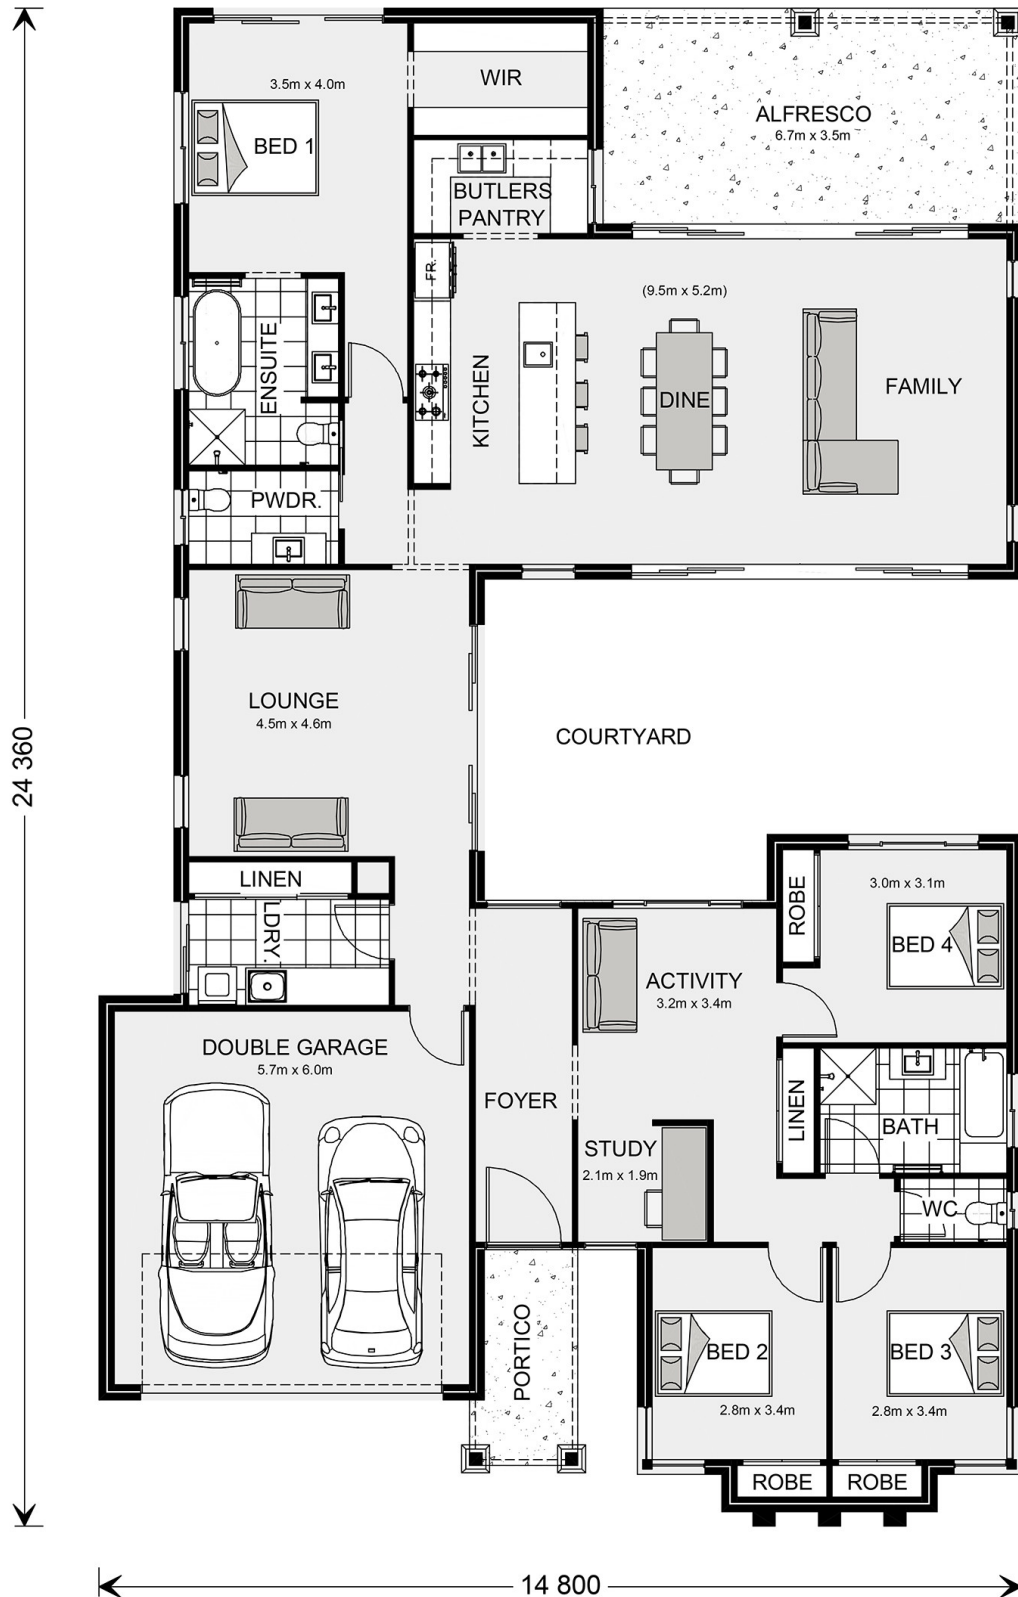 WIR
3.5m x 4.0m
BED 1
ALFRESCO
6.7m x 3.5m
BUTLERS
PANTRY
FR.
(9.5m x 5.2m)
ENSUITE
KITCHEN
DINE
FAMILY
PWDR.
LOUNGE
4.5m x 4.6m
COURTYARD
24 360
LINEN
LDRY.
ROBE
3.0m x 3.1m
BED 4
ACTIVITY
3.2m x 3.4m
DOUBLE GARAGE
5.7m x 6.0m
FOYER
LINEN
BATH
STUDY
2.1m x 1.9m
WC
PORTICO
BED 2
2.8m x 3.4m
BED 3
2.8m x 3.4m
ROBE
ROBE
14 800